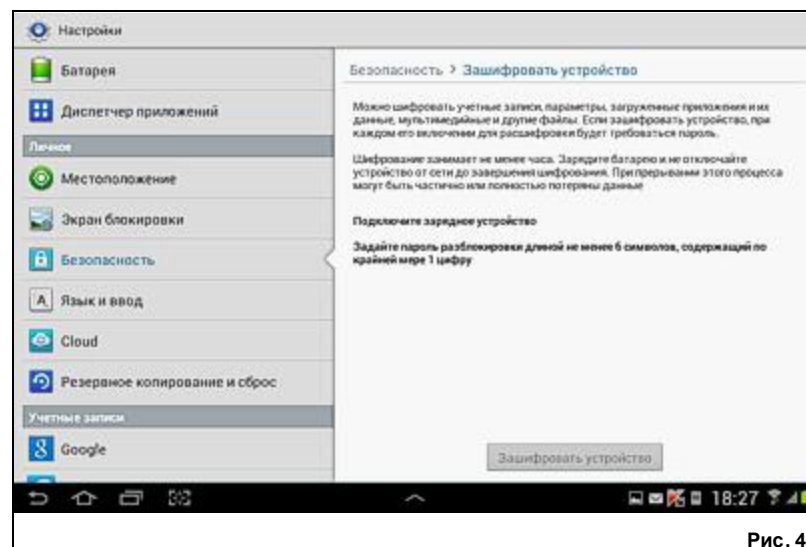 Настройки
Батарея
Диспетчер приложений
Личное
Местоположение
Экран блокировки
Безопасность
Язык и ввод
Cloud
Резервное копирование и сброс
Учетные записи
Google
Безопасность > Зашифровать устройство
Можно шифровать учетные записи, параметры, загруженные приложения и их
данные, мультимедийные и другие файлы. Если зашифровать устройство, при
каждом его включении для расшифровки будет требоваться пароль.
Шифрование занимает не менее часа. Зарядите батарею и не отключайте
устройство от сети до завершения шифрования. При прерывании этого процесса
могут быть частично или полностью потеряны данные
Подключите зарядное устройство
Задайте пароль разблокировки длиной не менее 6 символов, содержащий по
крайней мере 1 цифру
Зашифровать устройство
18:27
Рис. 4